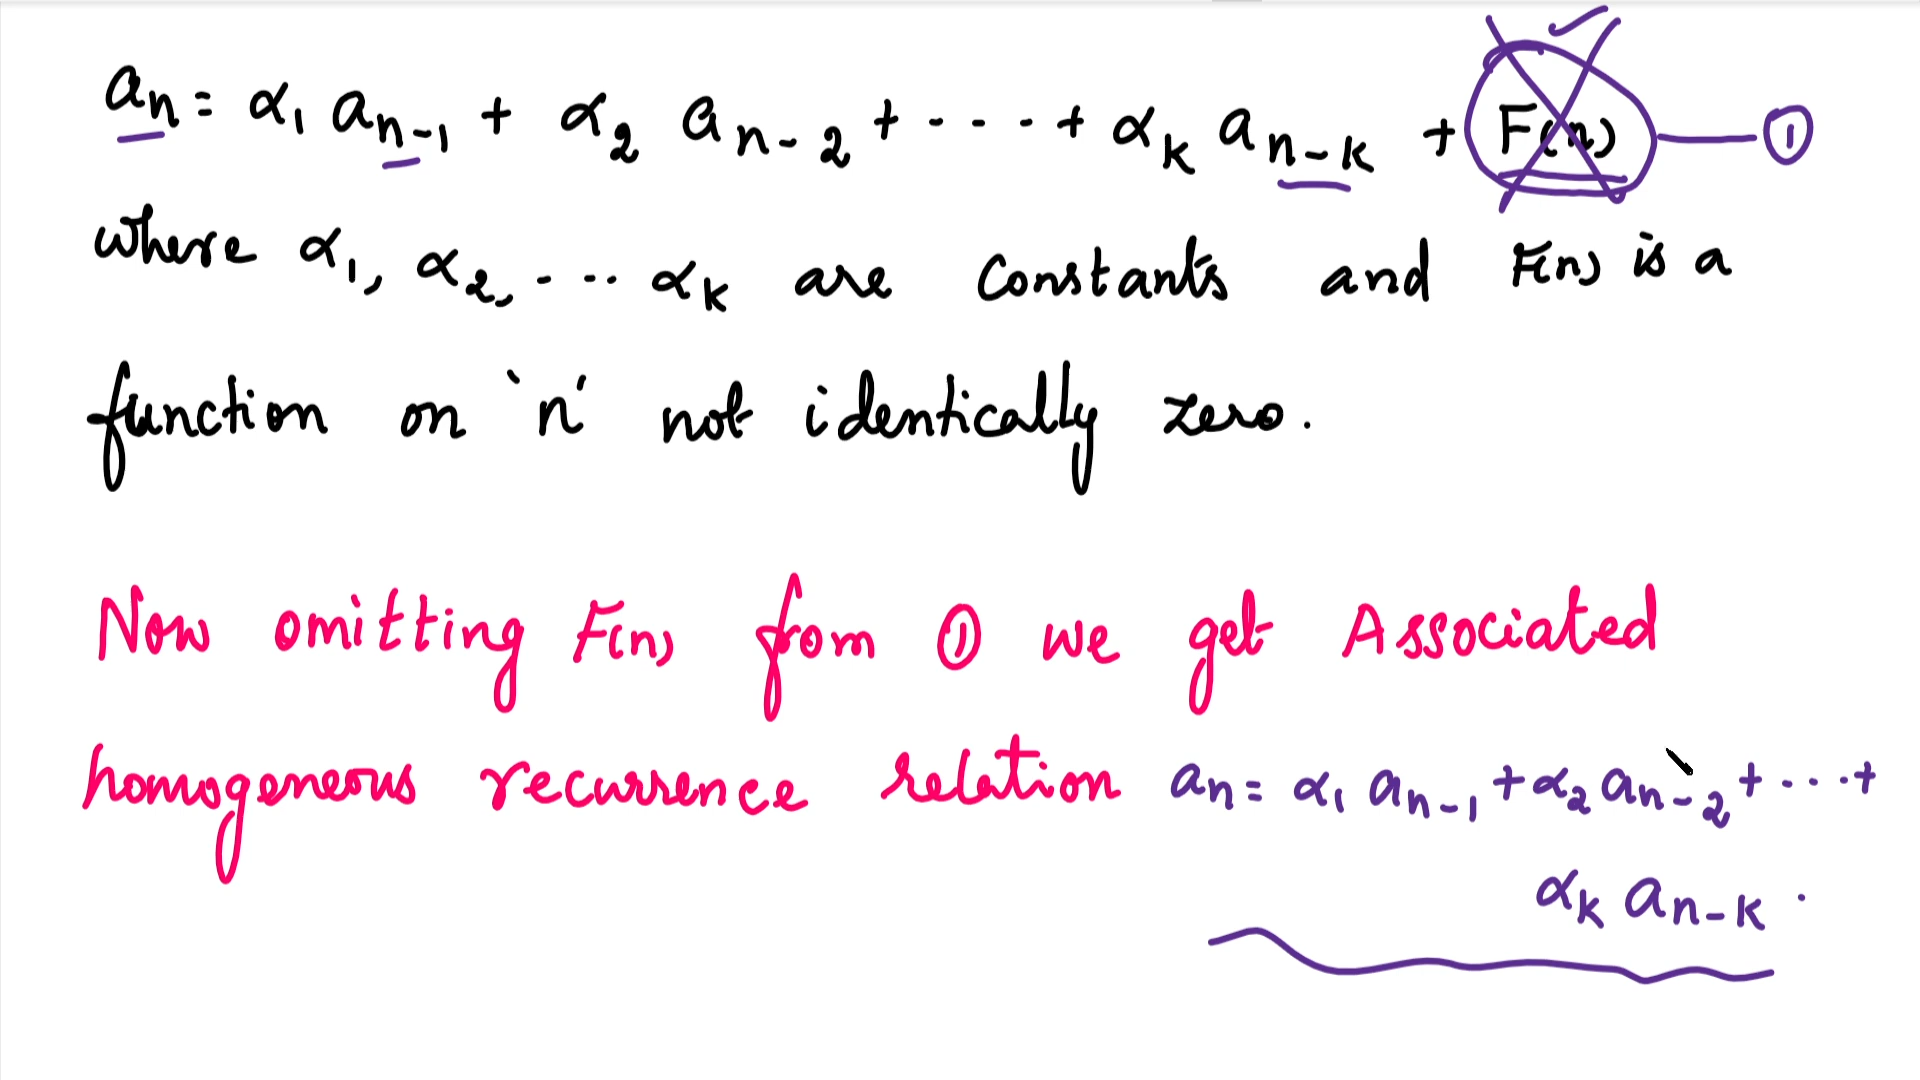 an = α₁ aₙ₋₁ + α₂ aₙ₋₂ + - - - + αₖ aₙ₋ₖ + F(n) — ①
where α₁, α₂, - - - αₖ are constants and F(n) is a
function on 'n' not identically zero.
Now omitting F(n) from ① we get Associated
homogeneous recurrence relation aₙ = α₁ aₙ₋₁ + α₂ aₙ₋₂ + - - - +
αₖ aₙ₋ₖ .